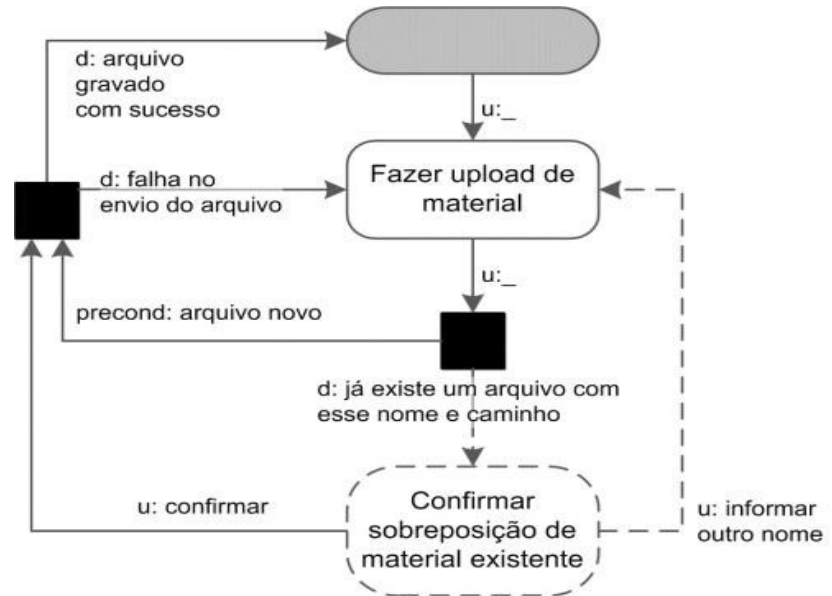 d: arquivo
gravado
com sucesso
u:_
d: falha no
envio do arquivo
Fazer upload de
material
u:_
precond: arquivo novo
d: já existe um arquivo com
esse nome e caminho
u: confirmar
Confirmar
sobreposição de
material existente
u: informar
outro nome